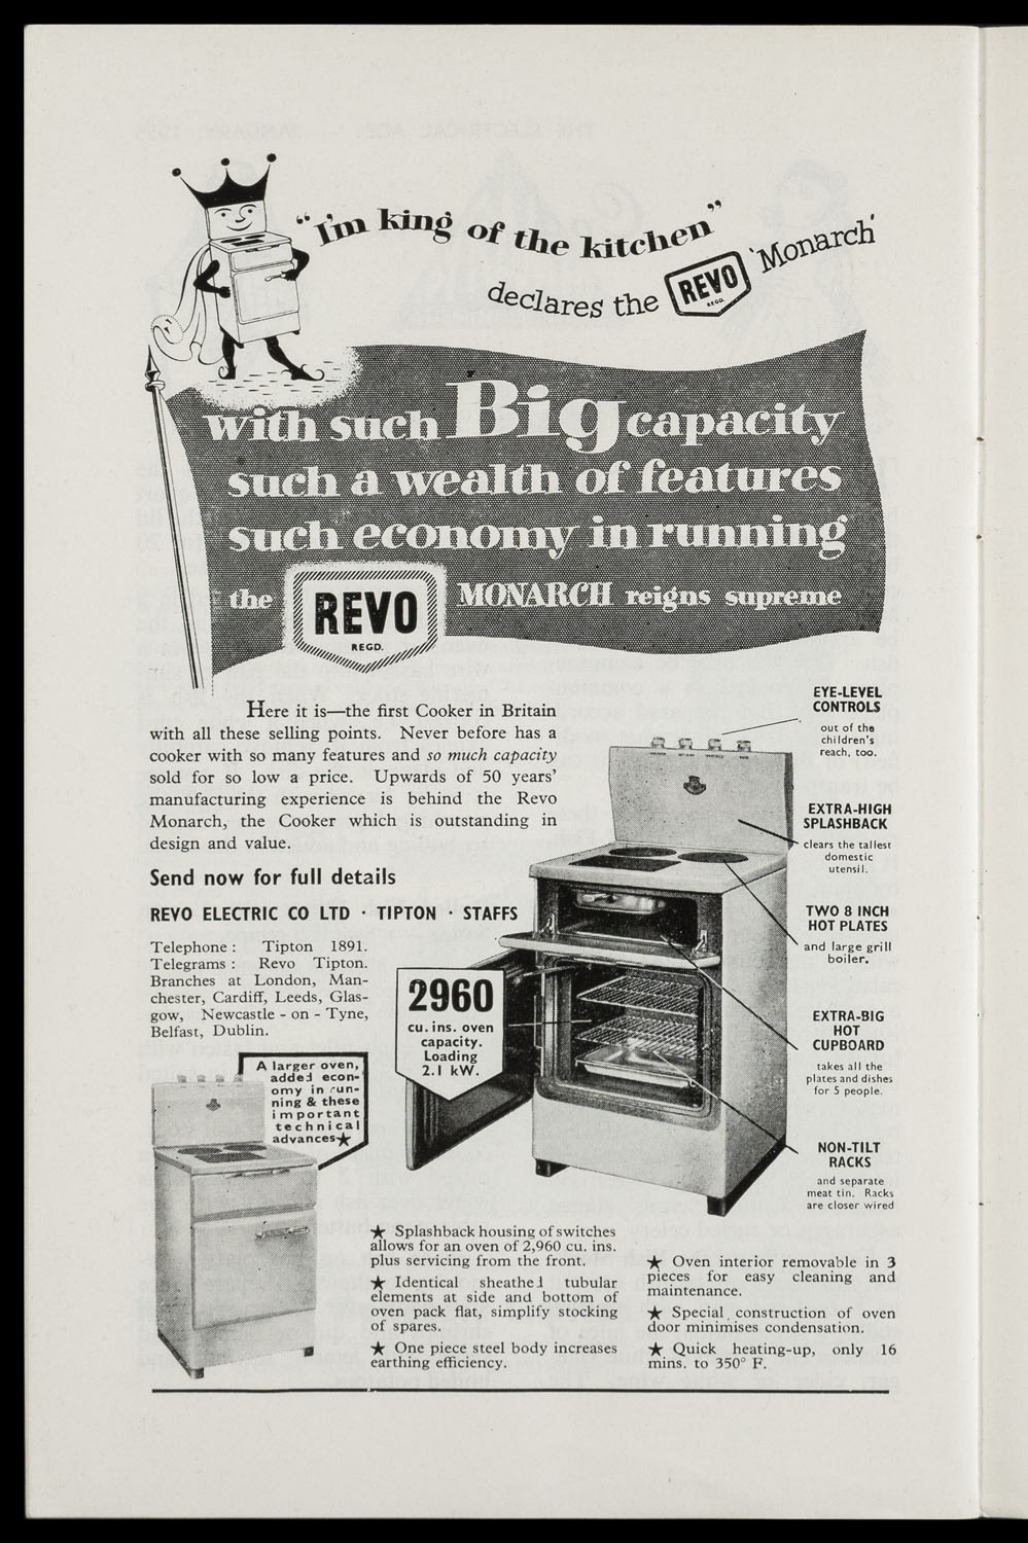 "I'm king of the kitchen"
declares the REVO 'Monarch'
REGD.
with such Big capacity
such a wealth of features
such economy in running
the REVO MONARCH reigns supreme
REGD.
Here it is—the first Cooker in Britain
with all these selling points. Never before has a
cooker with so many features and so much capacity
sold for so low a price. Upwards of 50 years'
manufacturing experience is behind the Revo
Monarch, the Cooker which is outstanding in
design and value.
Send now for full details
REVO ELECTRIC CO LTD · TIPTON · STAFFS
Telephone : Tipton 1891.
Telegrams : Revo Tipton.
Branches at London, Man-
chester, Cardiff, Leeds, Glas-
gow, Newcastle - on - Tyne,
Belfast, Dublin.
2960
cu. ins. oven
capacity.
Loading
2.1 kW.
A larger oven,
added econ-
omy in run-
ning & these
important
technical
advances★
EYE-LEVEL
CONTROLS
out of the
children's
reach, too.
EXTRA-HIGH
SPLASHBACK
clears the tallest
domestic
utensil.
TWO 8 INCH
HOT PLATES
and large grill
boiler.
EXTRA-BIG
HOT
CUPBOARD
takes all the
plates and dishes
for 5 people.
NON-TILT
RACKS
and separate
meat tin. Racks
are closer wired
★ Splashback housing of switches
allows for an oven of 2,960 cu. ins.
plus servicing from the front.
★ Identical sheathed tubular
elements at side and bottom of
oven pack flat, simplify stocking
of spares.
★ One piece steel body increases
earthing efficiency.
★ Oven interior removable in 3
pieces for easy cleaning and
maintenance.
★ Special construction of oven
door minimises condensation.
★ Quick heating-up, only 16
mins. to 350° F.